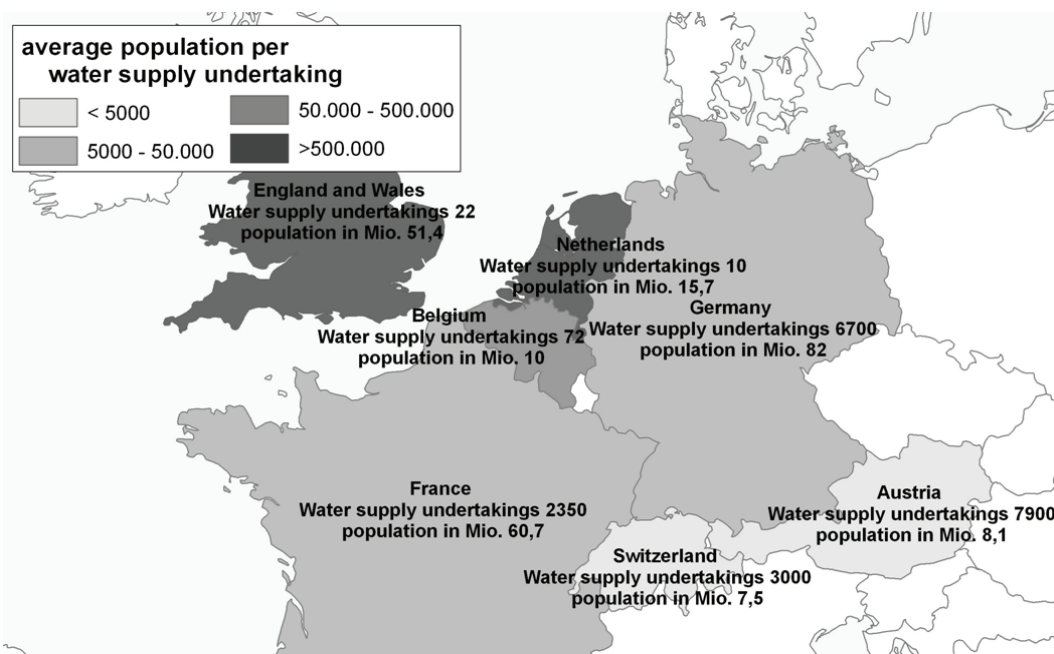 average population per
water supply undertaking
< 5000
50.000 - 500.000
5000 - 50.000
>500.000
England and Wales
Water supply undertakings 22
population in Mio. 51,4
Netherlands
Water supply undertakings 10
population in Mio. 15,7
Belgium
Water supply undertakings 72
population in Mio. 10
Germany
Water supply undertakings 6700
population in Mio. 82
France
Water supply undertakings 2350
population in Mio. 60,7
Austria
Water supply undertakings 7900
population in Mio. 8,1
Switzerland
Water supply undertakings 3000
population in Mio. 7,5